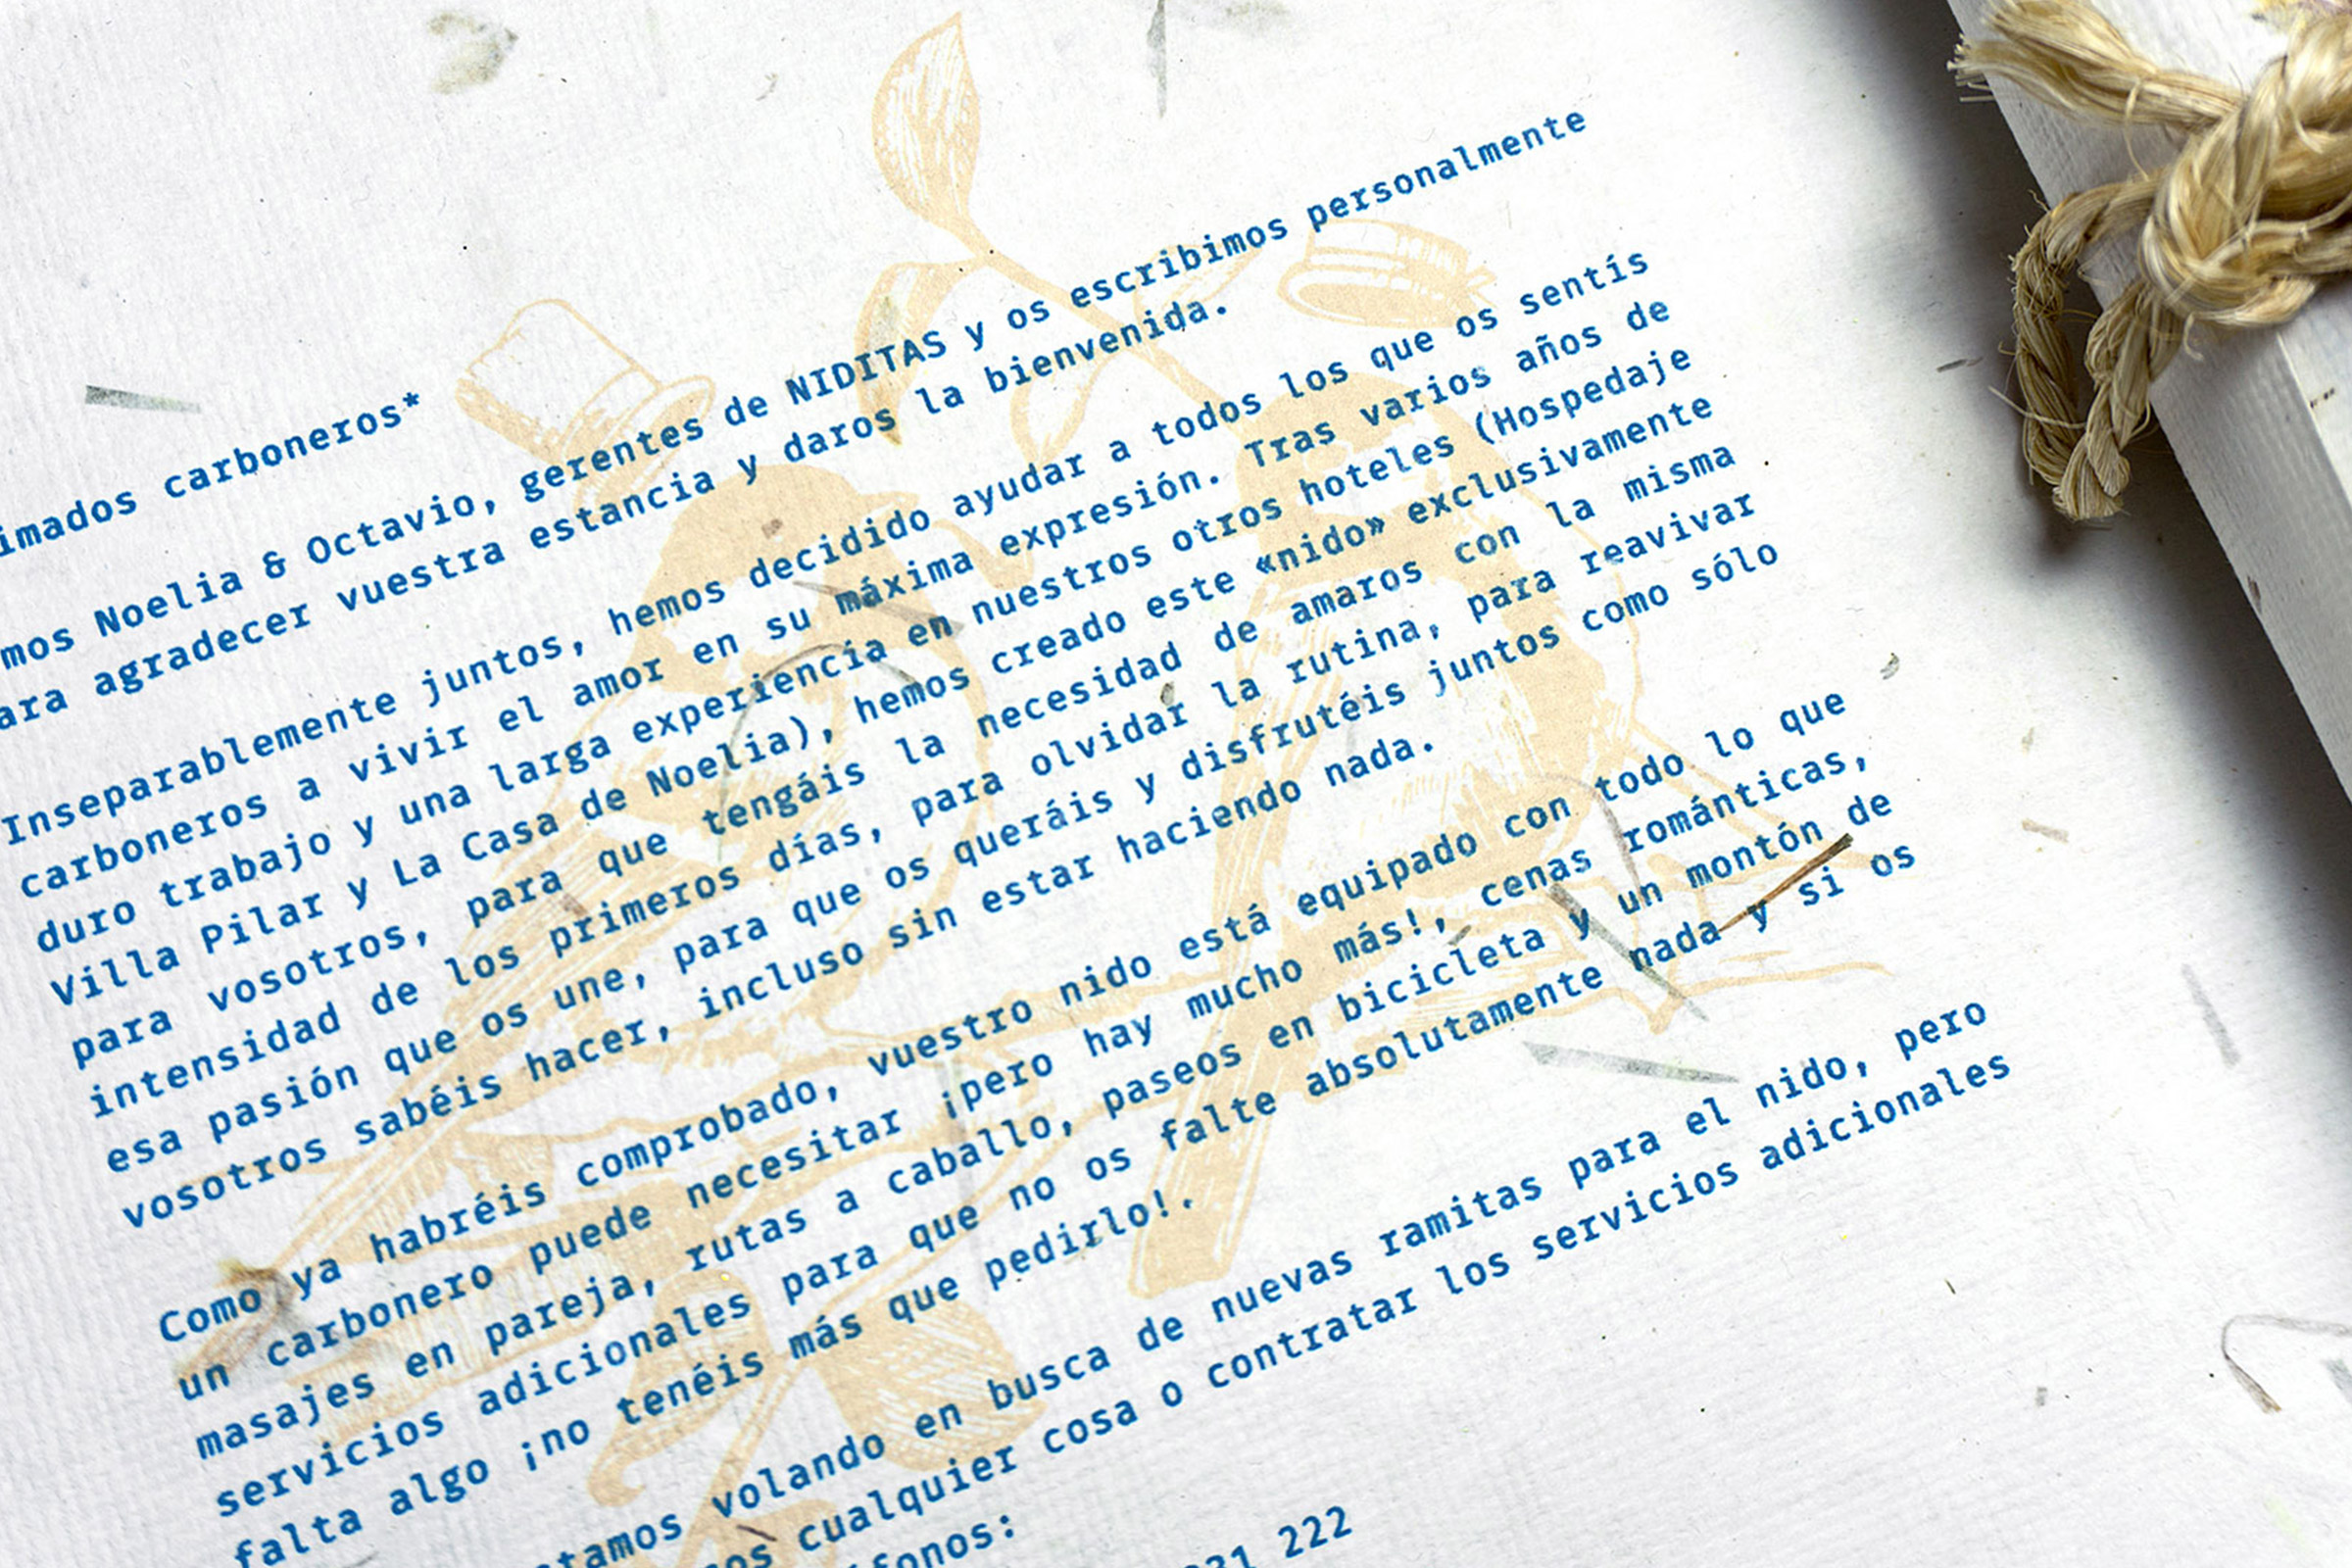 imados carboneros*
mos Noelia & Octavio, gerentes de NIDITAS y os escribimos personalmente
ara agradecer vuestra estancia y daros la bienvenida.
Inseparablemente juntos, hemos decidido ayudar a todos los que os sentís
carboneros a vivir el amor en su máxima expresión. Tras varios años de
duro trabajo y una larga experiencia en nuestros otros hoteles (Hospedaje
Villa Pilar y La Casa de Noelia), hemos creado este «nido» exclusivamente
para vosotros, para que tengáis la necesidad de amaros con la misma
intensidad de los primeros días, para olvidar la rutina, para reavivar
esa pasión que os une, para que os queráis y disfrutéis juntos como sólo
vosotros sabéis hacer, incluso sin estar haciendo nada.
Como ya habréis comprobado, vuestro nido está equipado con todo lo que
un carbonero puede necesitar ¡pero hay mucho más!, cenas románticas,
masajes en pareja, rutas a caballo, paseos en bicicleta y un montón de
servicios adicionales para que no os falte absolutamente nada y si os
falta algo ¡no tenéis más que pedirlo!.
tamos volando en busca de nuevas ramitas para el nido, pero
os cualquier cosa o contratar los servicios adicionales
fonos:
31 222